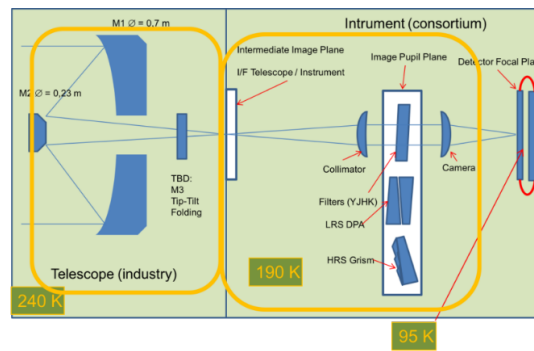 M1 Ø = 0,7 m
M2 Ø = 0,23 m
TBD:
M3
Tip-Tilt
Folding
Telescope (industry)
240 K
Intrument (consortium)
Intermediate Image Plane
I/F Telescope / Instrument
Image Pupil Plane
Detector Focal Pla
Collimator
Camera
Filters (YJHK)
LRS DPA
HRS Grism
190 K
95 K